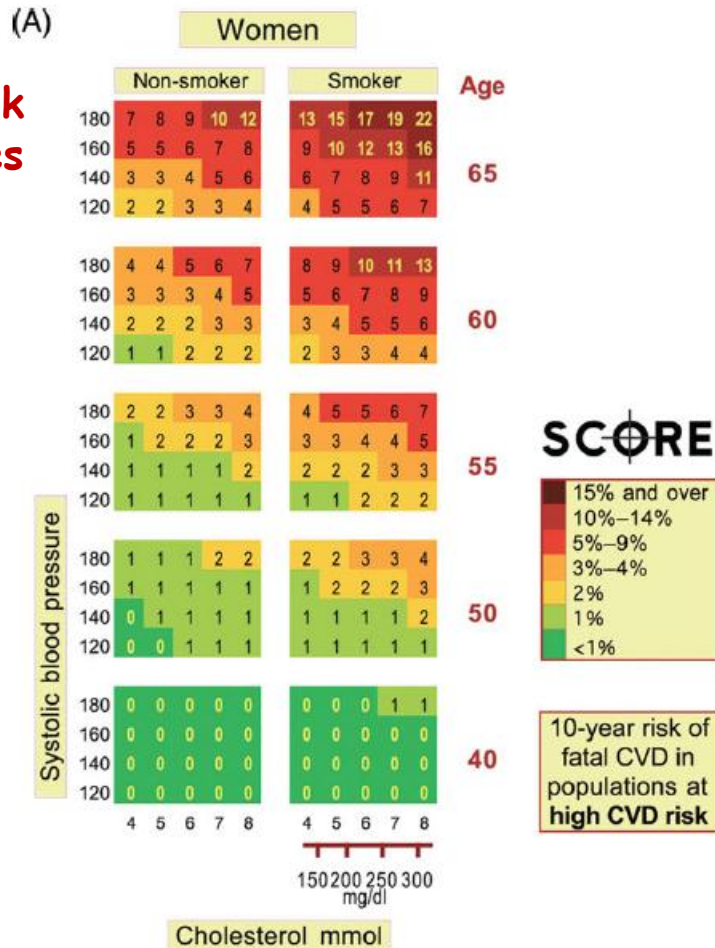 (A)
Women
k
es
Non-smoker Smoker Age
180 7 8 9 10 12 13 15 17 19 22
160 5 5 6 7 8 9 10 12 13 16
140 3 3 4 5 6 6 7 8 9 11
120 2 2 3 3 4 4 5 5 6 7
65
180 4 4 5 6 7 8 9 10 11 13
160 3 3 3 4 5 5 6 7 8 9
140 2 2 2 3 3 3 4 5 5 6
120 1 1 2 2 2 2 3 3 4 4
60
180 2 2 3 3 4 4 5 5 6 7
160 1 2 2 2 3 3 3 4 4 5
140 1 1 1 1 2 2 2 2 3 3
120 1 1 1 1 1 1 1 2 2 2
55
180 1 1 1 2 2 2 2 3 3 4
160 1 1 1 1 1 1 2 2 2 3
140 0 1 1 1 1 1 1 1 1 2
120 0 0 1 1 1 1 1 1 1 1
50
180 0 0 0 0 0 0 0 0 1 1
160 0 0 0 0 0 0 0 0 0 0
140 0 0 0 0 0 0 0 0 0 0
120 0 0 0 0 0 0 0 0 0 0
40
4 5 6 7 8 4 5 6 7 8
150 200 250 300
mg/dl
Cholesterol mmol
Systolic blood pressure
SCORE
15% and over
10%–14%
5%–9%
3%–4%
2%
1%
<1%
10-year risk of
fatal CVD in
populations at
high CVD risk